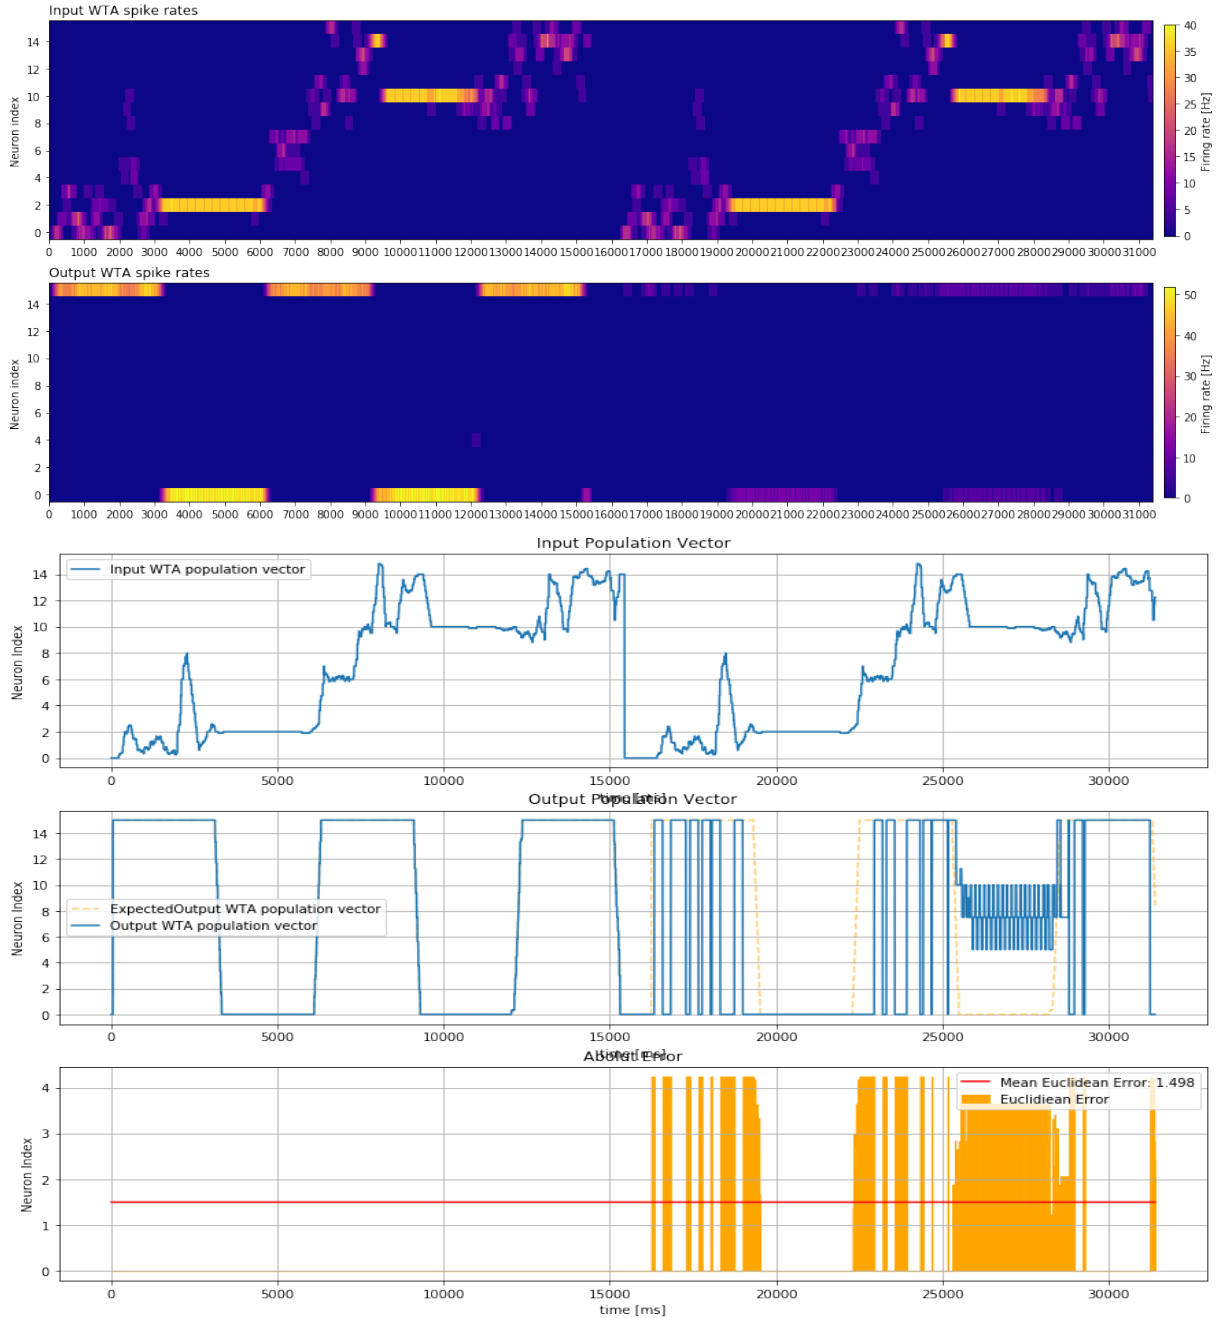 Input WTA spike rates
14
12
10
8
6
4
2
0
Neuron index
0 1000 2000 3000 4000 5000 6000 7000 8000 9000 10000 11000 12000 13000 14000 15000 16000 17000 18000 19000 20000 21000 22000 23000 24000 25000 26000 27000 28000 29000 30000 31000
40
35
30
25
20
15
10
5
0
Firing rate [Hz]
Output WTA spike rates
14
12
10
8
6
4
2
0
Neuron index
0 1000 2000 3000 4000 5000 6000 7000 8000 9000 10000 11000 12000 13000 14000 15000 16000 17000 18000 19000 20000 21000 22000 23000 24000 25000 26000 27000 28000 29000 30000 31000
50
40
30
20
10
0
Firing rate [Hz]
Input Population Vector
Input WTA population vector
14
12
10
8
6
4
2
0
Neuron Index
0 5000 10000 15000 20000 25000 30000
time [ms]
Output Population Vector
14
12
10
8
6
4
2
0
Neuron Index
ExpectedOutput WTA population vector
Output WTA population vector
0 5000 10000 15000 20000 25000 30000
time [ms]
Absolut Error
Mean Euclidean Error: 1.498
Euclidiean Error
4
3
2
1
0
Neuron Index
0 5000 10000 15000 20000 25000 30000
time [ms]